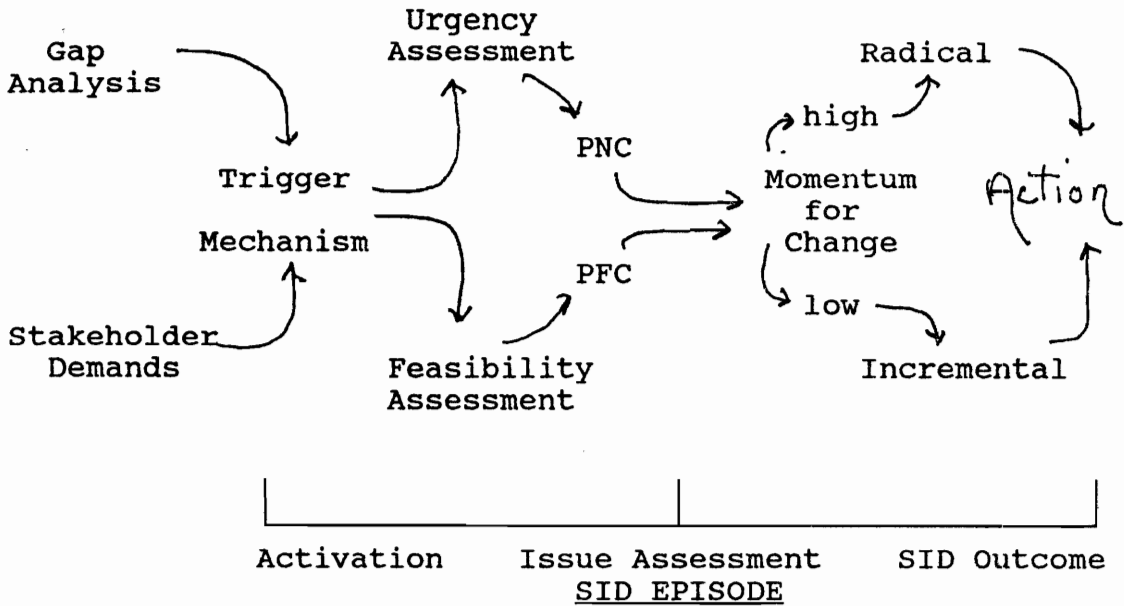 Gap
Analysis
Urgency
Assessment
Radical
high
PNC
Trigger
Mechanism
Momentum
for
Change
Action
PFC
low
Stakeholder
Demands
Feasibility
Assessment
Incremental
Activation
Issue Assessment
SID Outcome
SID EPISODE